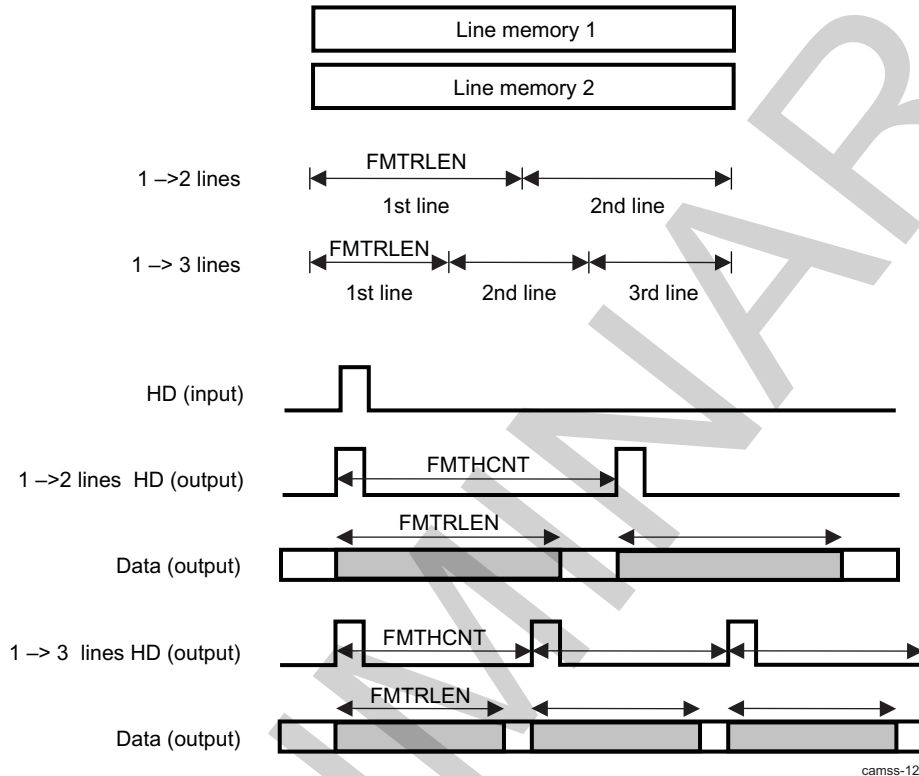 Line memory 1
Line memory 2
1 –>2 lines
FMTRLEN
1st line
2nd line
1 –> 3 lines
FMTRLEN
1st line
2nd line
3rd line
HD (input)
1 –>2 lines HD (output)
FMTHCNT
FMTRLEN
Data (output)
1 –> 3 lines HD (output)
FMTHCNT
FMTRLEN
Data (output)
camss-12
IMINAR